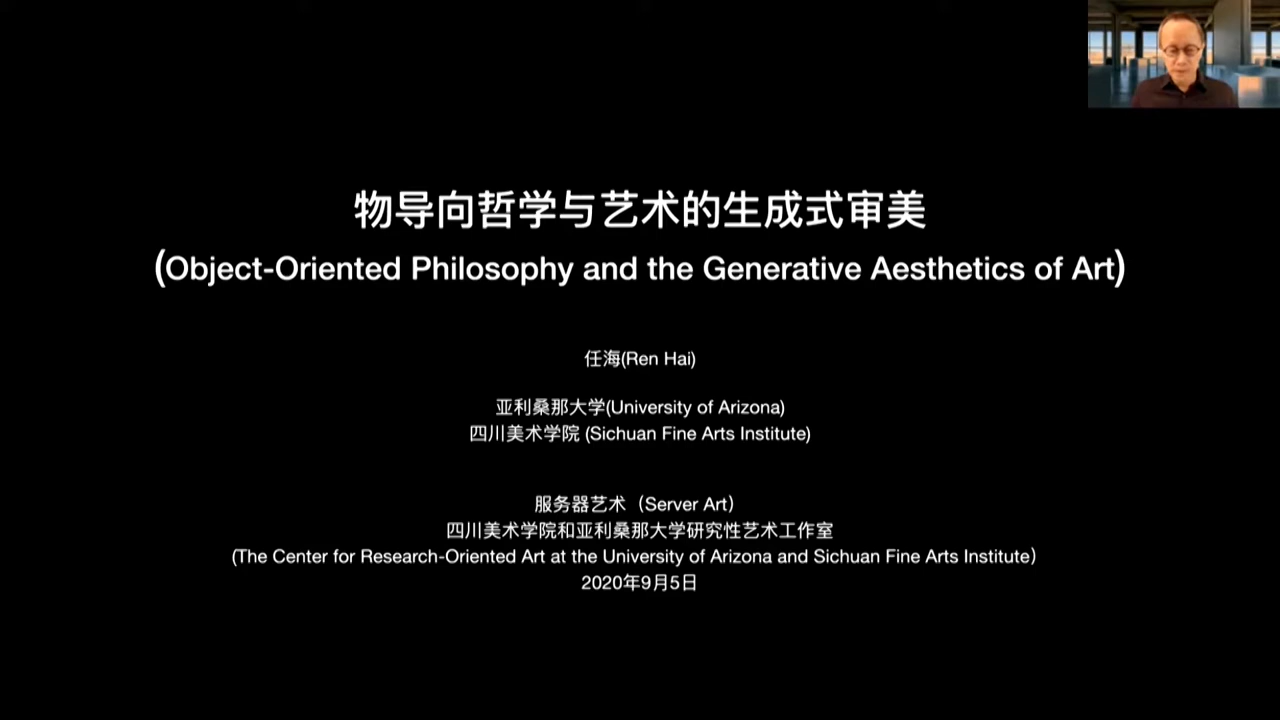 物导向哲学与艺术的生成式审美
(Object-Oriented Philosophy and the Generative Aesthetics of Art)
任海(Ren Hai)
亚利桑那大学(University of Arizona)
四川美术学院 (Sichuan Fine Arts Institute)
服务器艺术（Server Art）
四川美术学院和亚利桑那大学研究性艺术工作室
(The Center for Research-Oriented Art at the University of Arizona and Sichuan Fine Arts Institute）
2020年9月5日